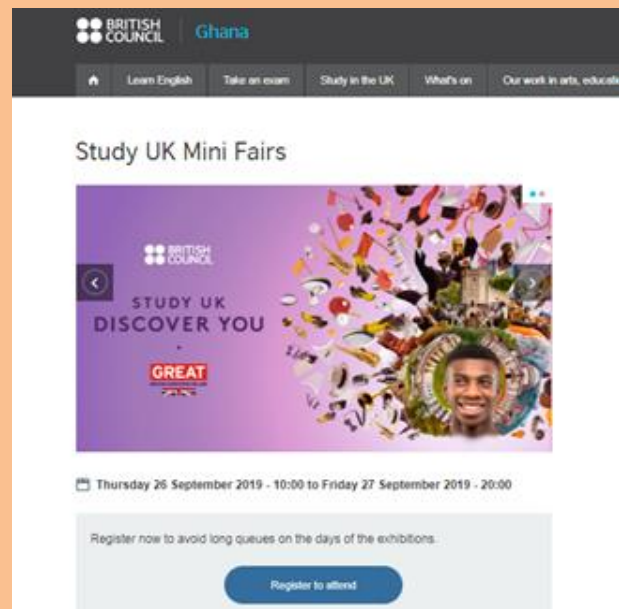 BRITISH
COUNCIL
Ghana
Learn English
Take an exam
Study in the UK
What's on
Our work in arts, educati
Study UK Mini Fairs
BRITISH
COUNCIL
STUDY UK
DISCOVER YOU
GREAT
Thursday 26 September 2019 - 10:00 to Friday 27 September 2019 - 20:00
Register now to avoid long queues on the days of the exhibitions.
Register to attend